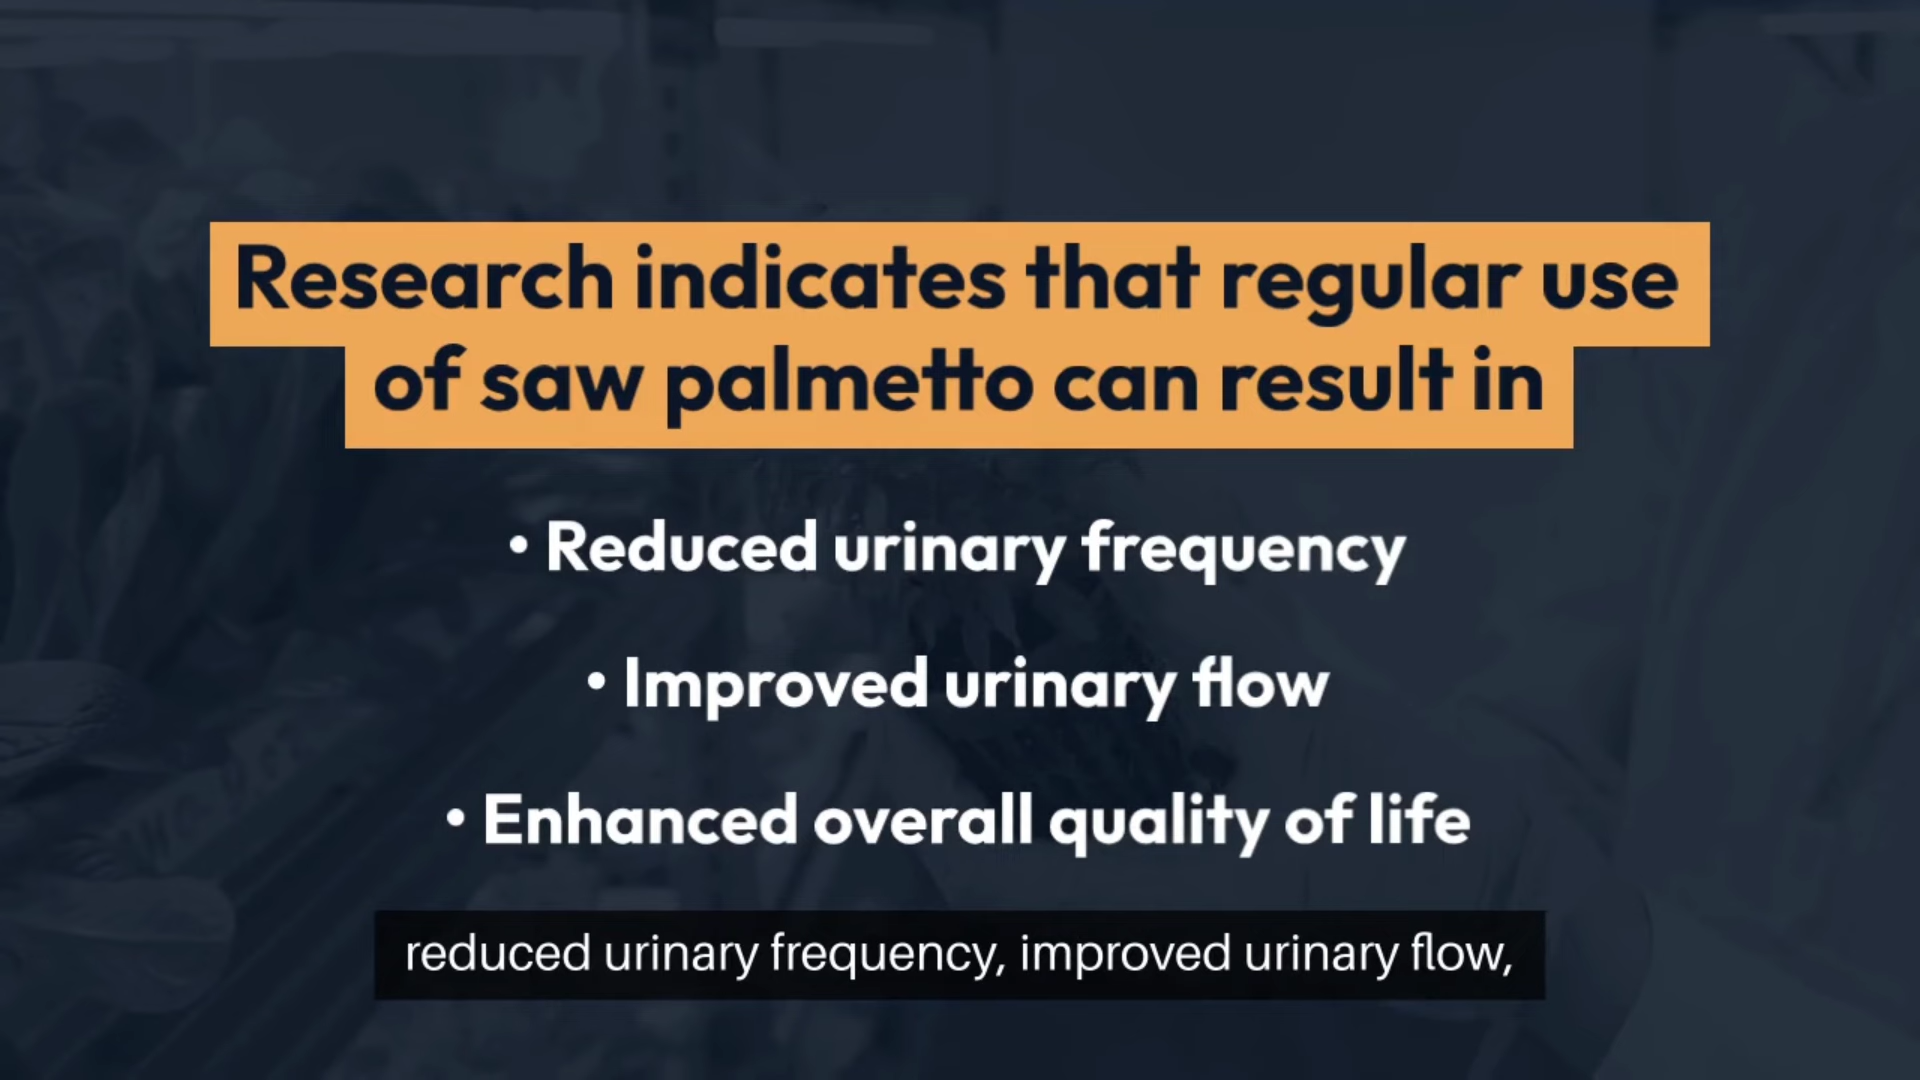 Research indicates that regular use
of saw palmetto can result in
• Reduced urinary frequency
• Improved urinary flow
• Enhanced overall quality of life
reduced urinary frequency, improved urinary flow,